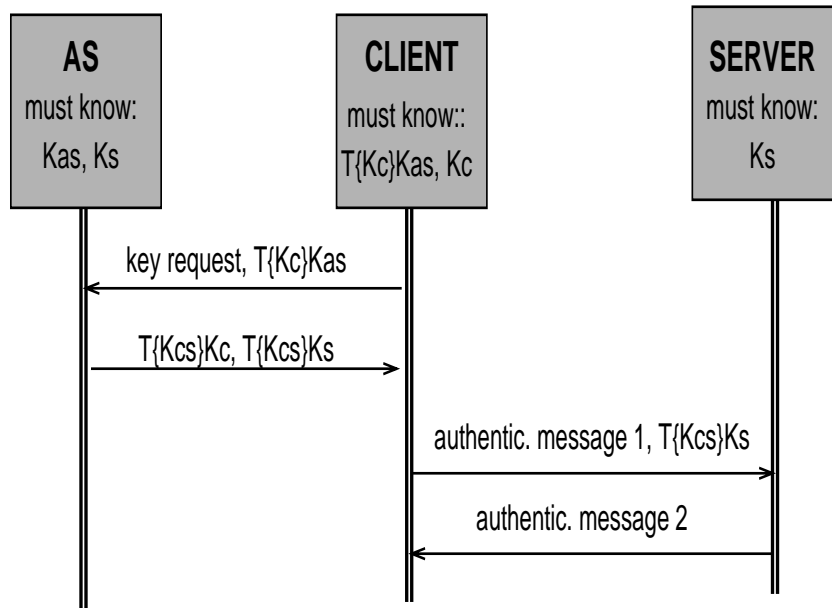 AS
must know:
Kas, Ks
CLIENT
must know::
T{Kc}Kas, Kc
SERVER
must know:
Ks
key request, T{Kc}Kas
T{Kcs}Kc, T{Kcs}Ks
authentic. message 1, T{Kcs}Ks
authentic. message 2